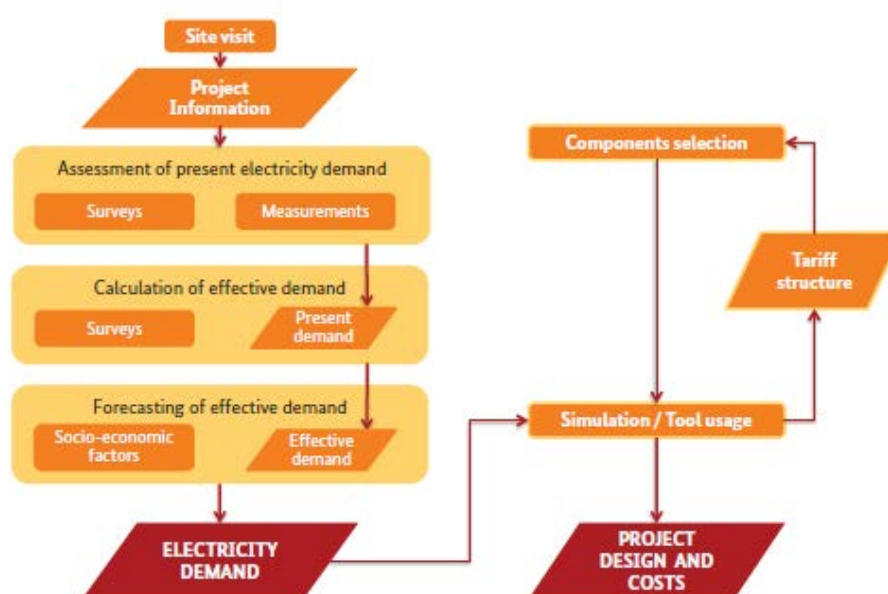 Site visit
Project
Information
Assessment of present electricity demand
Surveys
Measurements
Calculation of effective demand
Surveys
Present
demand
Forecasting of effective demand
Socio-economic
factors
Effective
demand
ELECTRICITY
DEMAND
Components selection
Tariff
structure
Simulation / Tool usage
PROJECT
DESIGN AND
COSTS